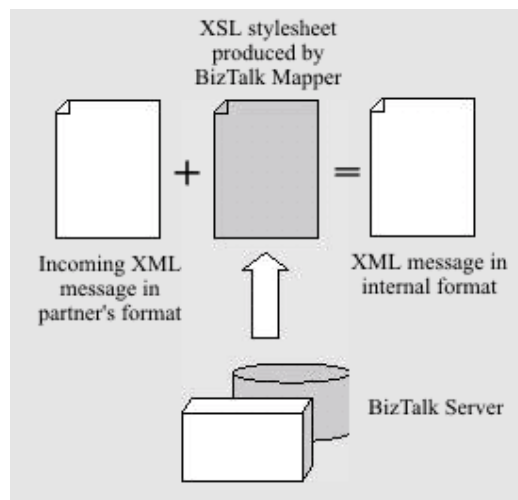 XSL stylesheet
produced by
BizTalk Mapper
+
=
Incoming XML
message in
partner's format
XML message in
internal format
BizTalk Server